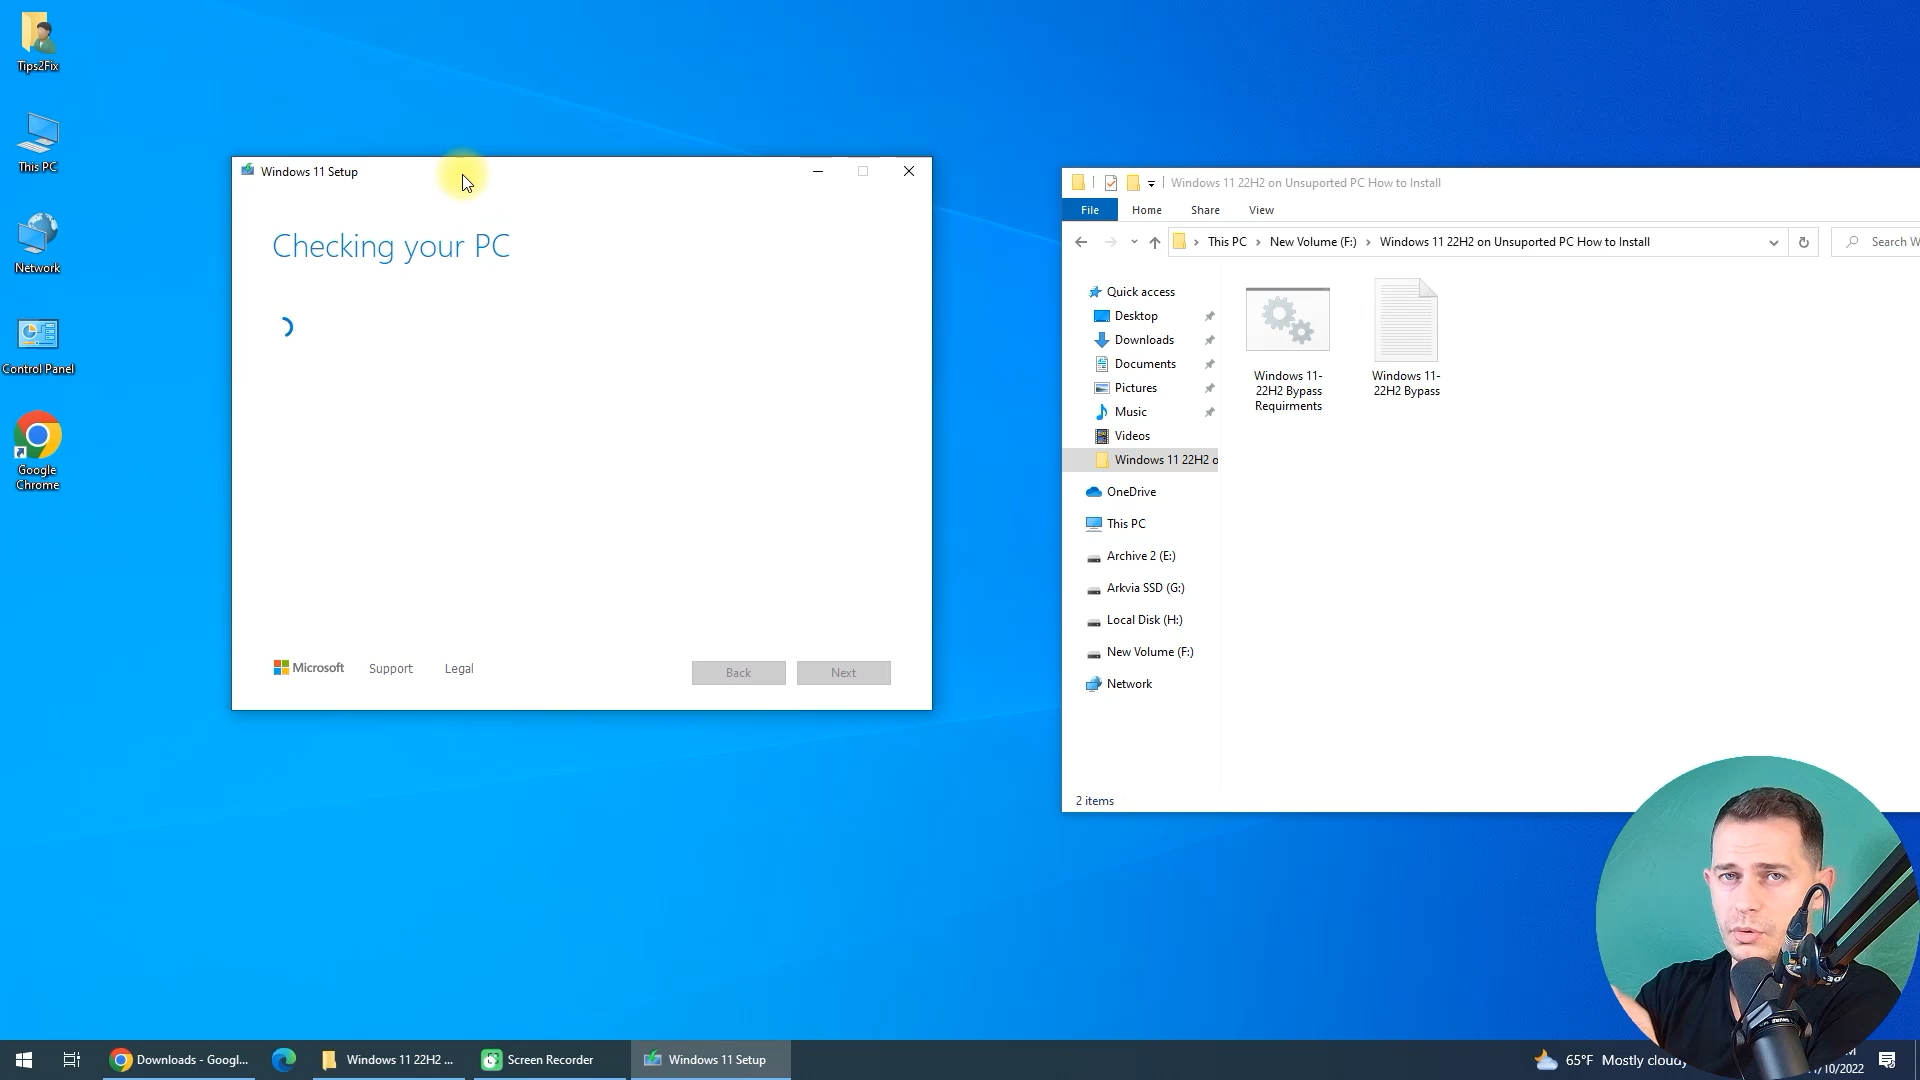 Tips2Fix
This PC
Network
Control Panel
Google
Chrome
Windows 11 Setup
Checking your PC
Microsoft
Support
Legal
Back
Next
Windows 11 22H2 on Unsuported PC How to Install
File
Home
Share
View
This PC
New Volume (F:)
Windows 11 22H2 on Unsuported PC How to Install
Search W
Quick access
Desktop
Downloads
Documents
Pictures
Music
Videos
Windows 11 22H2 o
OneDrive
This PC
Archive 2 (E:)
Arkvia SSD (G:)
Local Disk (H:)
New Volume (F:)
Network
Windows 11-
22H2 Bypass
Requirments
Windows 11-
22H2 Bypass
2 items
Downloads - Googl...
Windows 11 22H2 ...
Screen Recorder
Windows 11 Setup
65°F Mostly cloudy
/10/2022